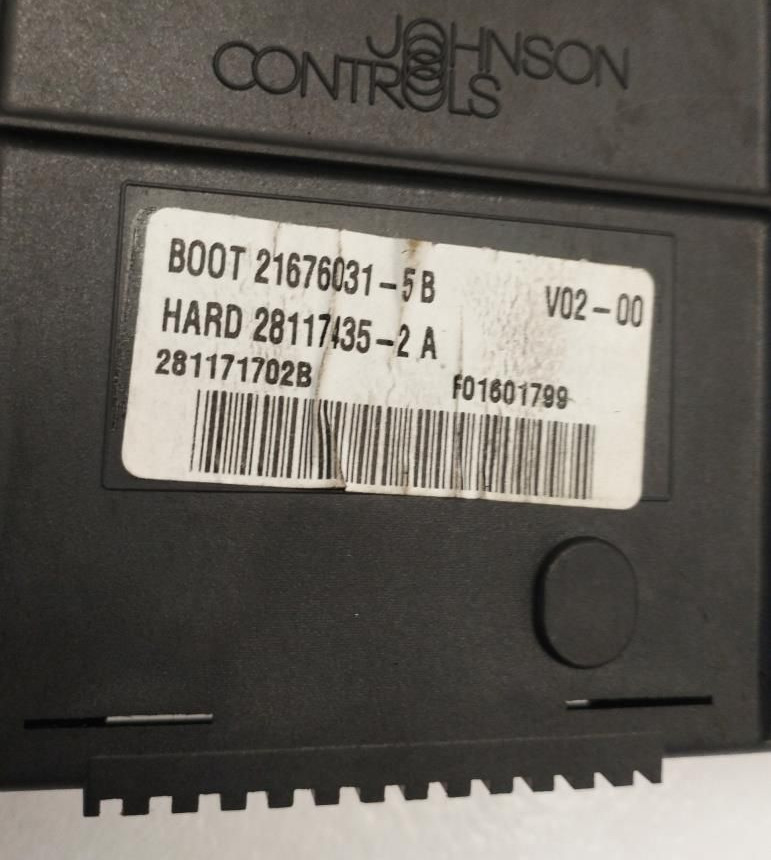 JOHNSON
CONTROLS
BOOT 21676031-5 B V02-00
HARD 28117435-2 A
281171702B F01601799